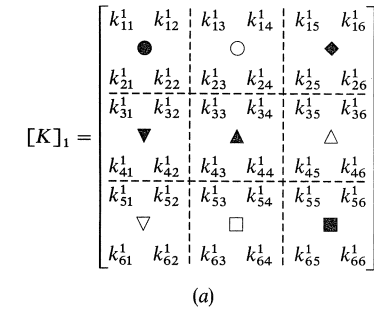 k¹₁₁ k¹₁₂ k¹₁₃ k¹₁₄ k¹₁₅ k¹₁₆
● ○ ◆
k¹₂₁ k¹₂₂ k¹₂₃ k¹₂₄ k¹₂₅ k¹₂₆
k¹₃₁ k¹₃₂ k¹₃₃ k¹₃₄ k¹₃₅ k¹₃₆
[K]₁ = ▼ ▲ △
k¹₄₁ k¹₄₂ k¹₄₃ k¹₄₄ k¹₄₅ k¹₄₆
k¹₅₁ k¹₅₂ k¹₅₃ k¹₅₄ k¹₅₅ k¹₅₆
▽ □ ■
k¹₆₁ k¹₆₂ k¹₆₃ k¹₆₄ k¹₆₅ k¹₆₆
(a)